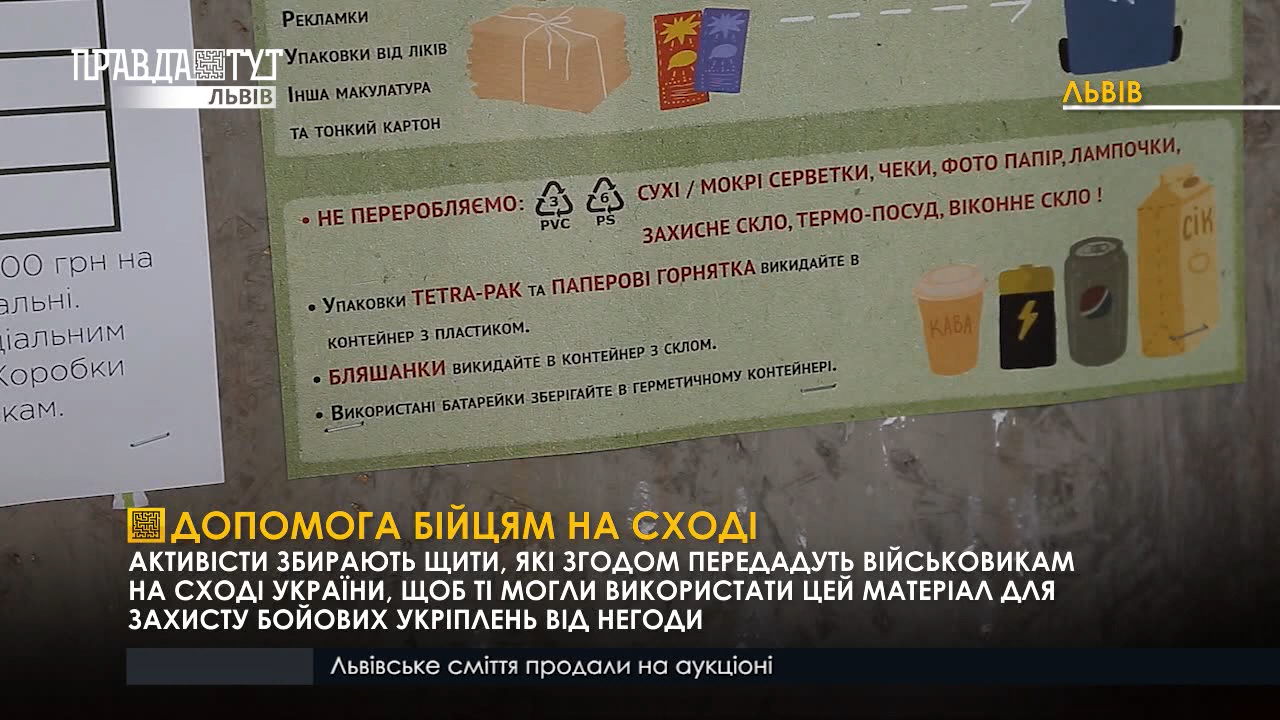 РЕКЛАМКИ
УПАКОВКИ ВІД ЛІКІВ
ІНША МАКУЛАТУРА
ТА ТОНКИЙ КАРТОН
ПРАВДА ТУТ
ЛЬВІВ
ЛЬВІВ
• НЕ ПЕРЕРОБЛЯЄМО: 3 PVC 6 PS СУХІ / МОКРІ СЕРВЕТКИ, ЧЕКИ, ФОТО ПАПІР, ЛАМПОЧКИ,
ЗАХИСНЕ СКЛО, ТЕРМО-ПОСУД, ВІКОННЕ СКЛО !
• УПАКОВКИ TETRA-PAK ТА ПАПЕРОВІ ГОРНЯТКА ВИКИДАЙТЕ В
КОНТЕЙНЕР З ПЛАСТИКОМ.
• БЛЯШАНКИ ВИКИДАЙТЕ В КОНТЕЙНЕР З СКЛОМ.
• ВИКОРИСТАНІ БАТАРЕЙКИ ЗБЕРІГАЙТЕ В ГЕРМЕТИЧНОМУ КОНТЕЙНЕРІ.
КАВА
СІК
00 грн на
альні.
ціальним
Коробки
кам.
ДОПОМОГА БІЙЦЯМ НА СХОДІ
АКТИВІСТИ ЗБИРАЮТЬ ЩИТИ, ЯКІ ЗГОДОМ ПЕРЕДАДУТЬ ВІЙСЬКОВИКАМ
НА СХОДІ УКРАЇНИ, ЩОБ ТІ МОГЛИ ВИКОРИСТАТИ ЦЕЙ МАТЕРІАЛ ДЛЯ
ЗАХИСТУ БОЙОВИХ УКРІПЛЕНЬ ВІД НЕГОДИ
Львівське сміття продали на аукціоні